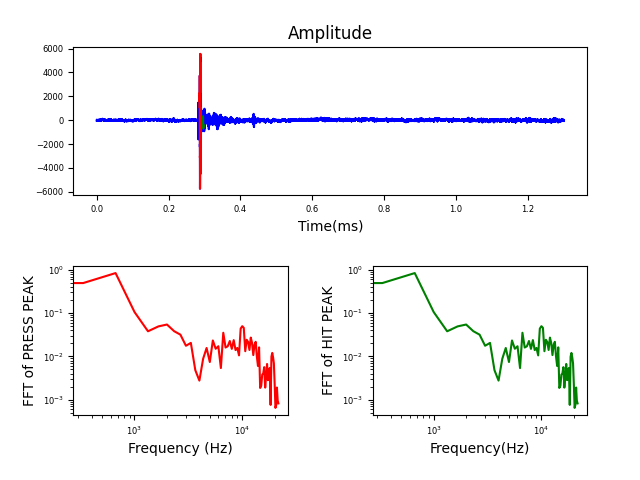 Amplitude
6000
4000
2000
0
−2000
−4000
−6000
0.0 0.2 0.4 0.6 0.8 1.0 1.2
Time(ms)
FFT of PRESS PEAK
10⁰
10⁻¹
10⁻²
10⁻³
10³ 10⁴
Frequency (Hz)
FFT of HIT PEAK
10⁰
10⁻¹
10⁻²
10⁻³
10³ 10⁴
Frequency(Hz)